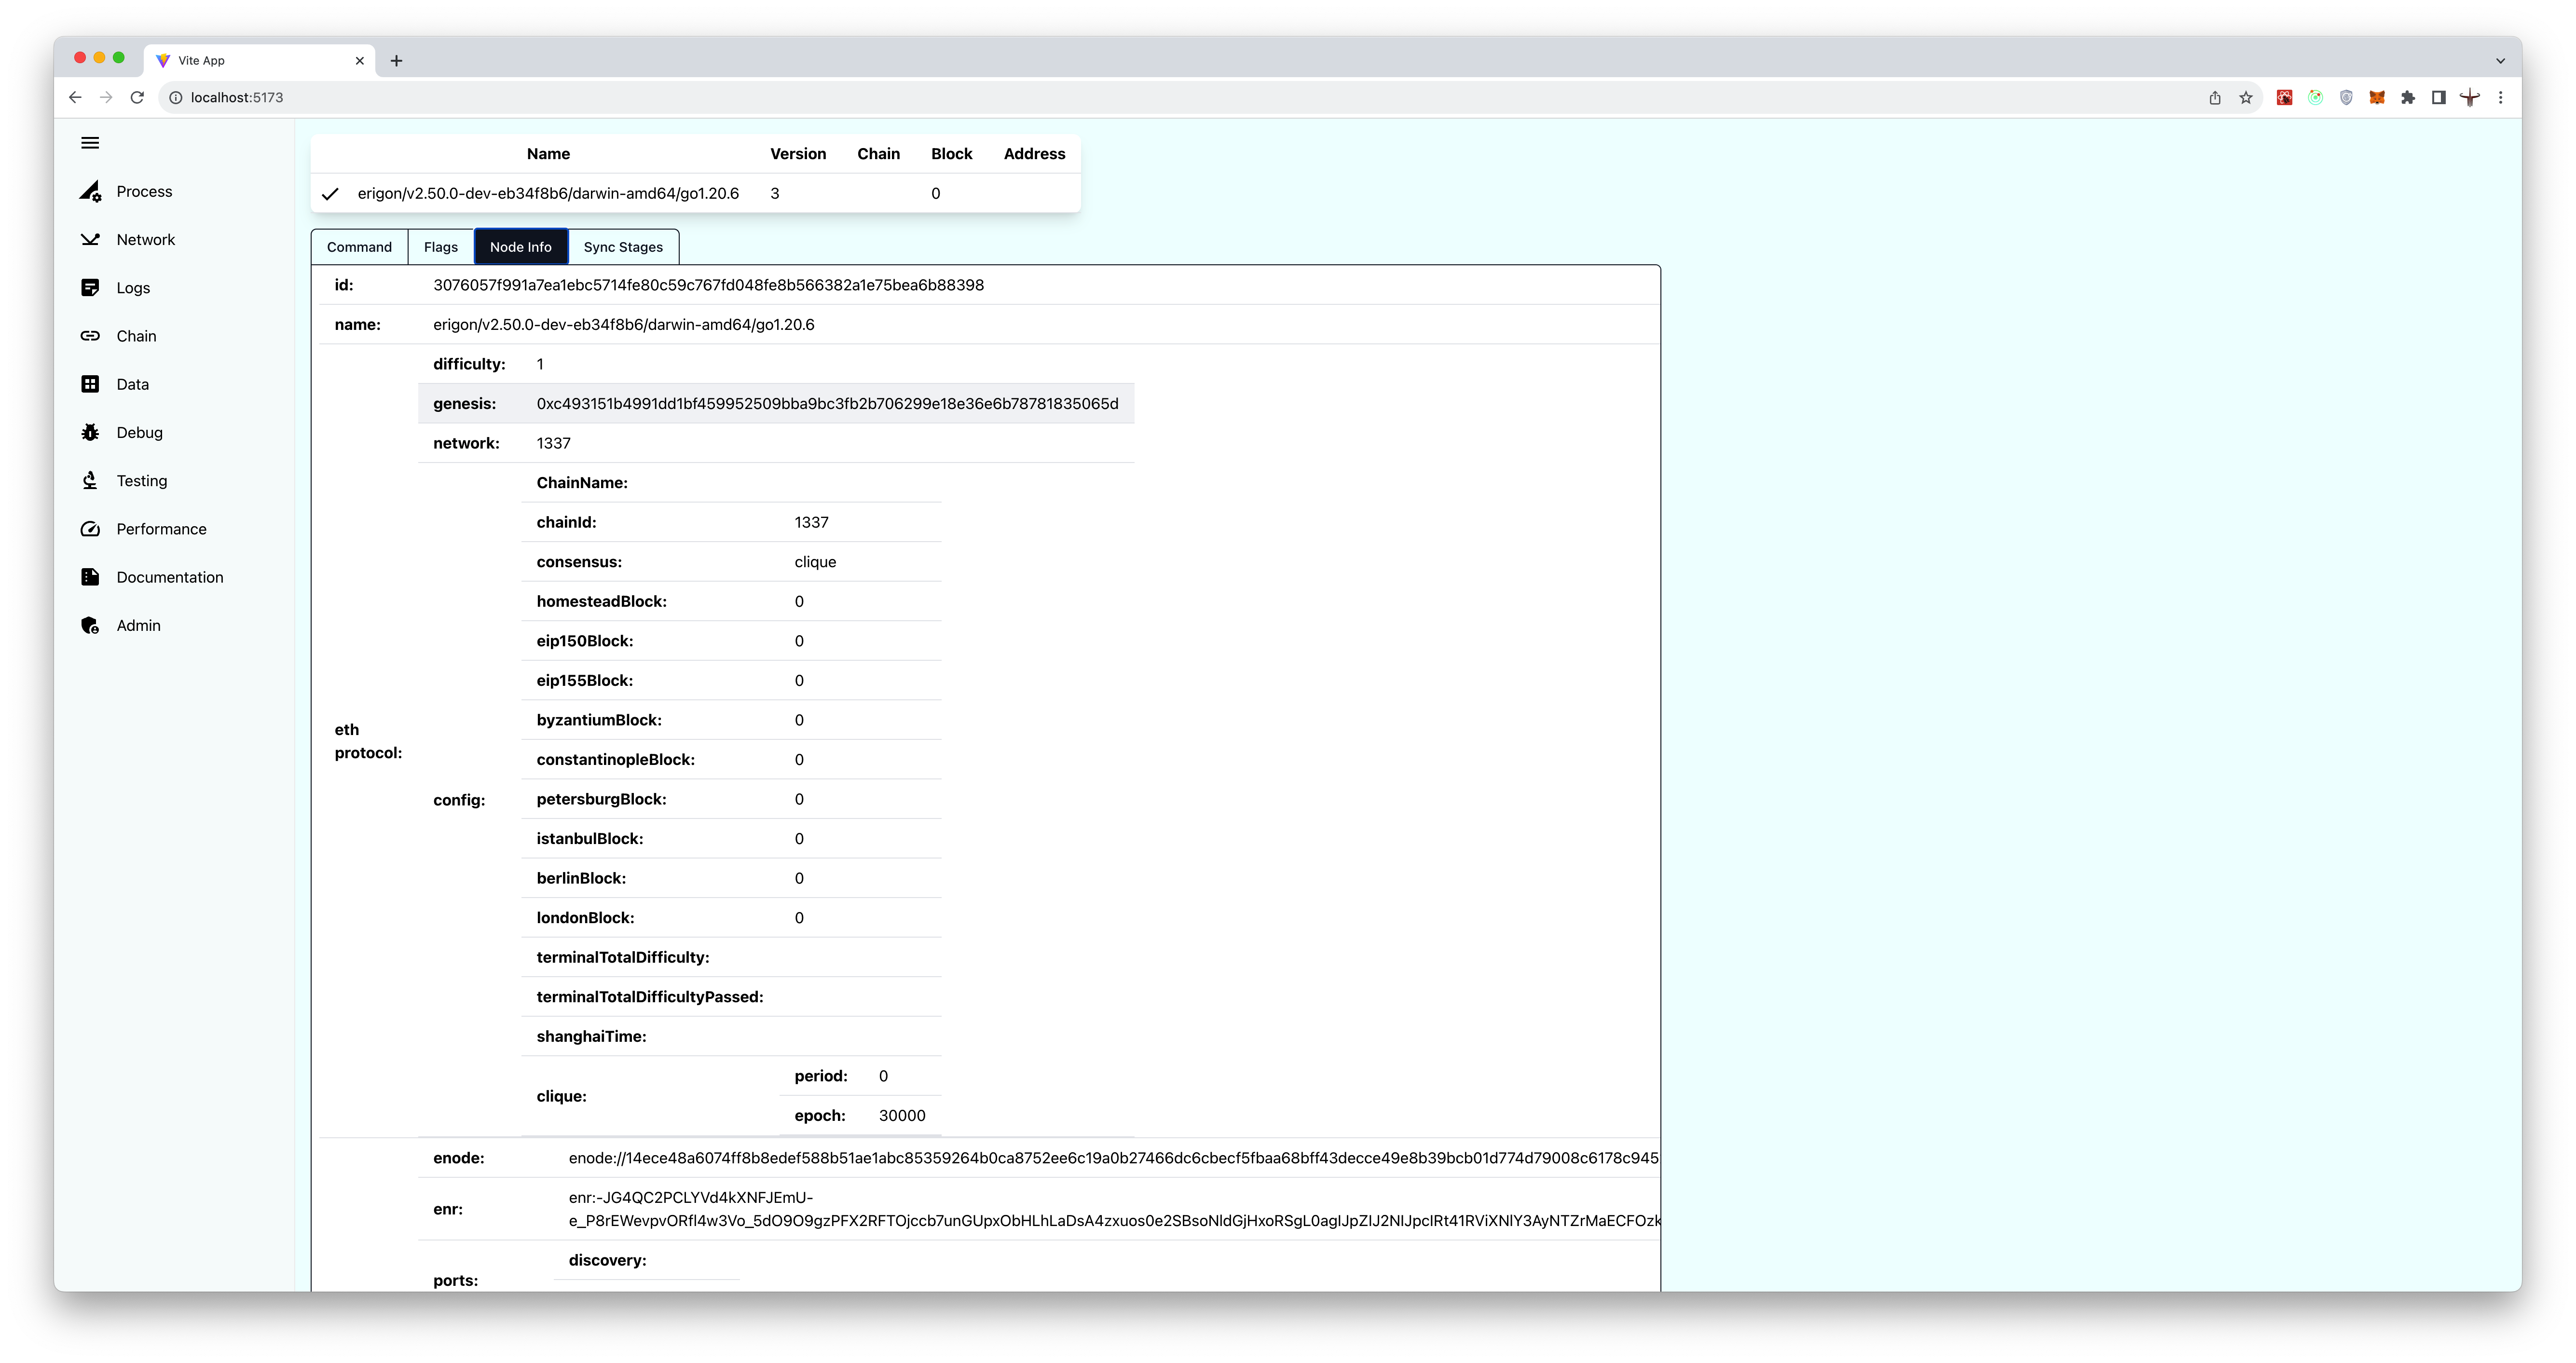 Vite App
localhost:5173
Process
Network
Logs
Chain
Data
Debug
Testing
Performance
Documentation
Admin
Name Version Chain Block Address
erigon/v2.50.0-dev-eb34f8b6/darwin-amd64/go1.20.6 3 0
Command Flags Node Info Sync Stages
id: 3076057f991a7ea1ebc5714fe80c59c767fd048fe8b566382a1e75bea6b88398
name: erigon/v2.50.0-dev-eb34f8b6/darwin-amd64/go1.20.6
eth
protocol:
difficulty: 1
genesis: 0xc493151b4991dd1bf459952509bba9bc3fb2b706299e18e36e6b78781835065d
network: 1337
config:
ChainName:
chainId: 1337
consensus: clique
homesteadBlock: 0
eip150Block: 0
eip155Block: 0
byzantiumBlock: 0
constantinopleBlock: 0
petersburgBlock: 0
istanbulBlock: 0
berlinBlock: 0
londonBlock: 0
terminalTotalDifficulty:
terminalTotalDifficultyPassed:
shanghaiTime:
clique:
period: 0
epoch: 30000
enode: enode://14ece48a6074ff8b8edef588b51ae1abc85359264b0ca8752ee6c19a0b27466dc6cbecf5fbaa68bff43decce49e8b39bcb01d774d79008c6178c945
enr:
enr:-JG4QC2PCLYVd4kXNFJEmU-
e_P8rEWevpvORfl4w3Vo_5dO9O9gzPFX2RFTOjccb7unGUpxObHLhLaDsA4zxuos0e2SBsoNldGjHxoRSgL0agIJpZIJ2NIJpcIRt41RViXNlY3AyNTZrMaECFOzk
ports:
discovery: